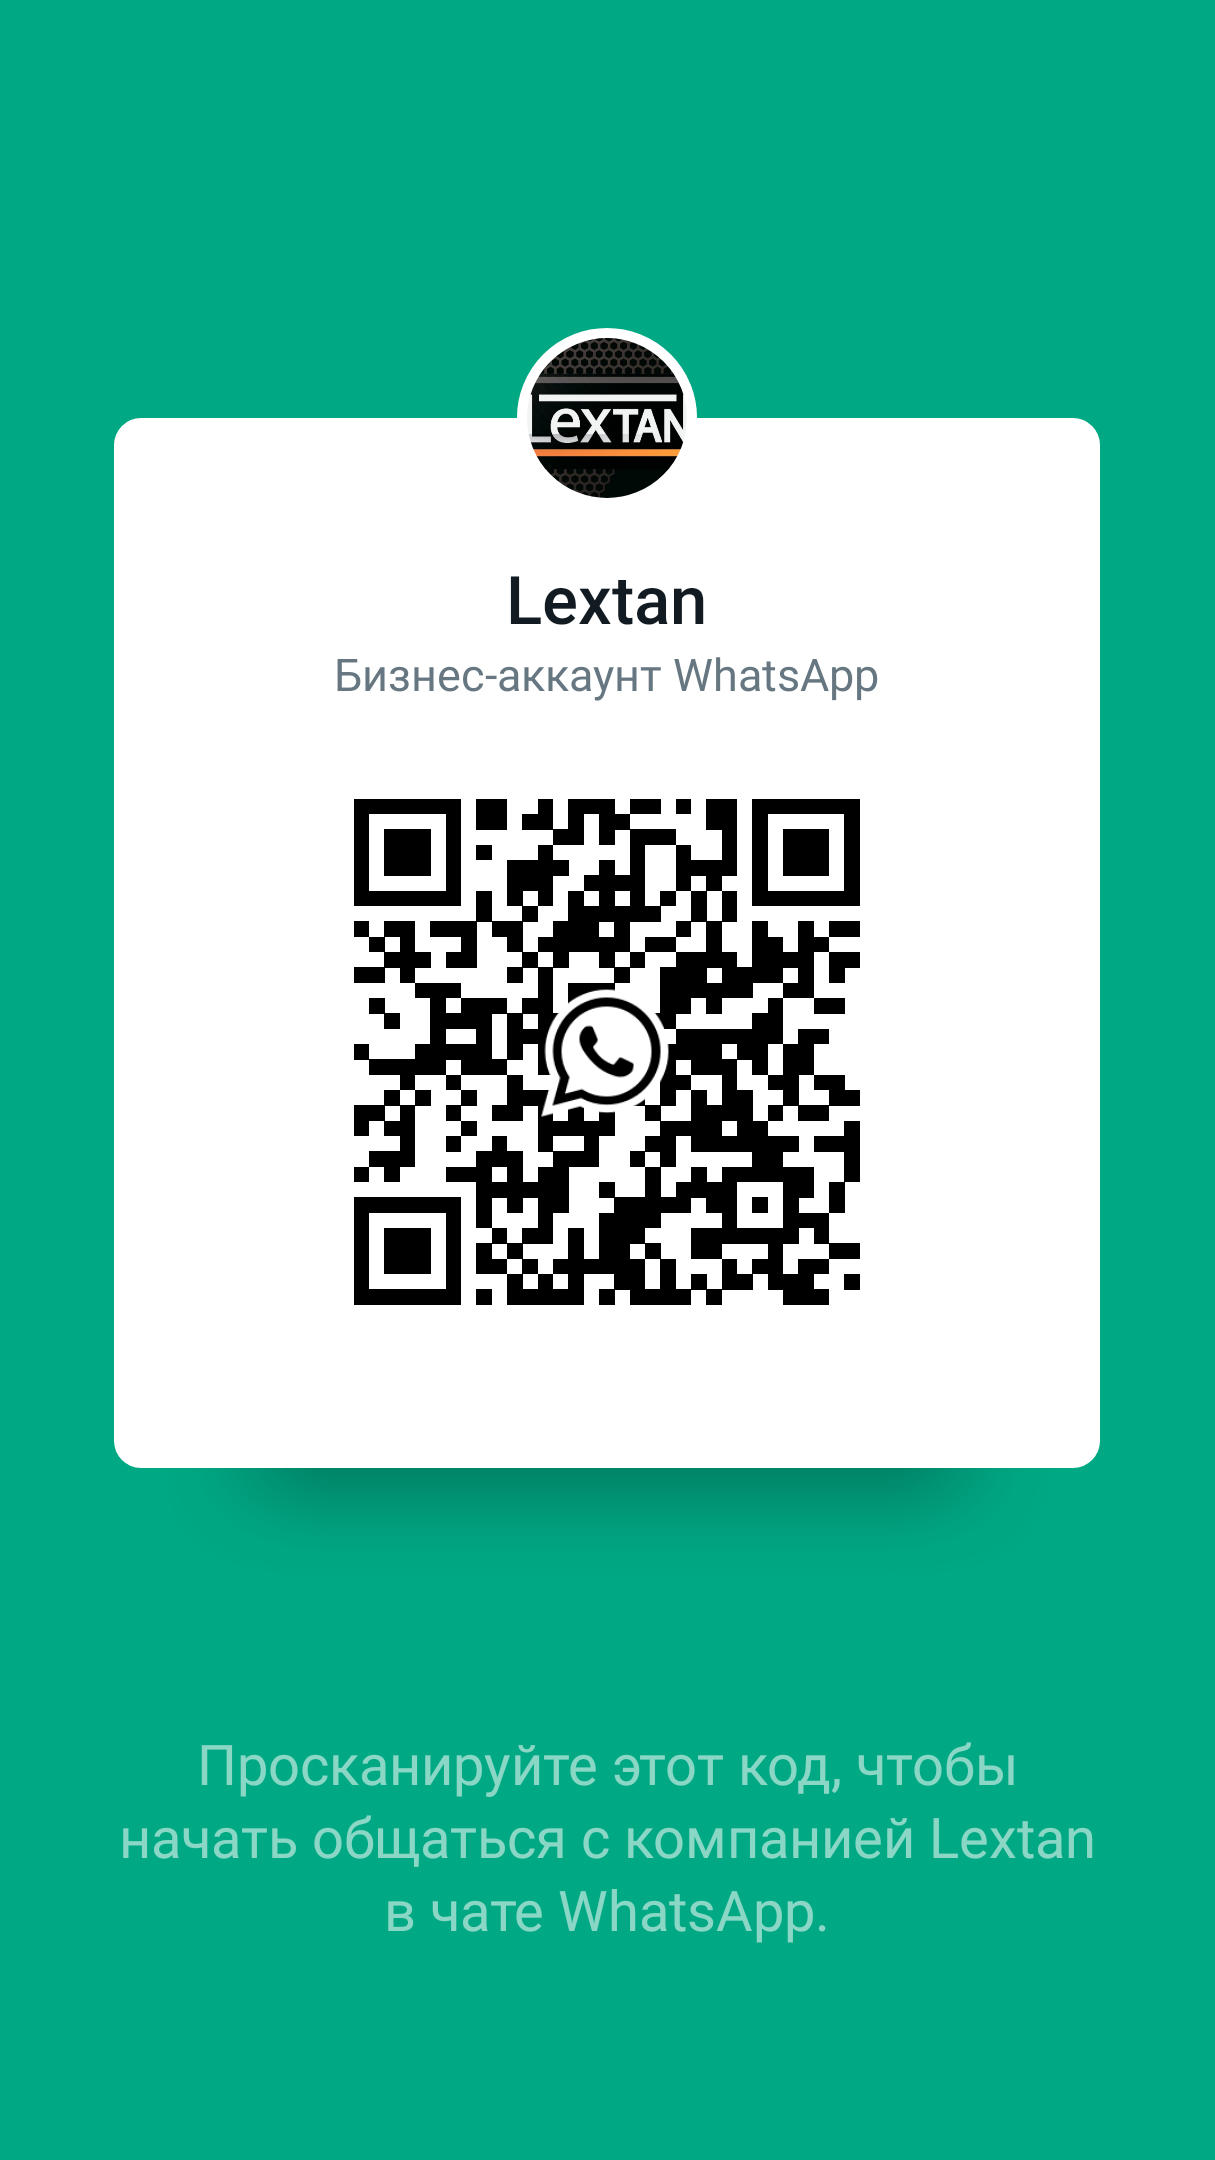 LexTAN
Lextan
Бизнес-аккаунт WhatsApp
Просканируйте этот код, чтобы
начать общаться с компанией Lextan
в чате WhatsApp.